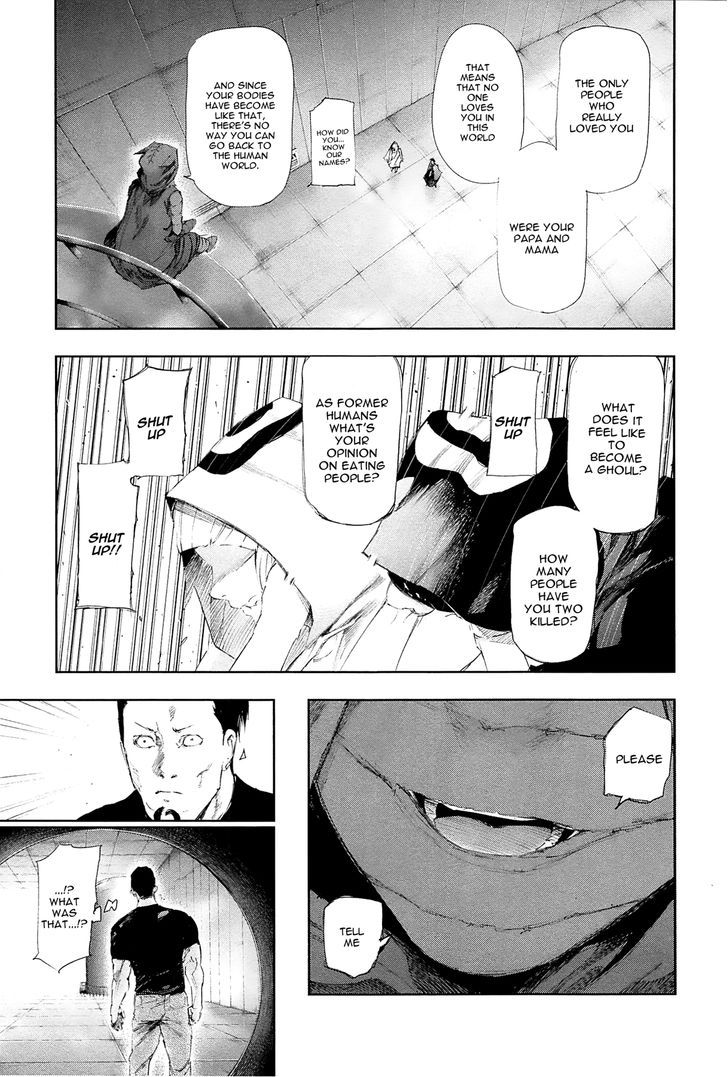 THE ONLY
PEOPLE
WHO
REALLY
LOVED YOU
WERE YOUR
PAPA AND
MAMA
THAT
MEANS
THAT NO
ONE
LOVES
YOU IN
THIS
WORLD
HOW DID
YOU...
KNOW
OUR
NAMES?
AND SINCE
YOUR BODIES
HAVE BECOME
LIKE THAT,
THERE'S NO
WAY YOU CAN
GO BACK TO
THE HUMAN
WORLD.
WHAT
DOES IT
FEEL LIKE
TO
BECOME
A GHOUL?
SHUT
UP
HOW
MANY
PEOPLE
HAVE
YOU TWO
KILLED?
AS FORMER
HUMANS
WHAT'S
YOUR
OPINION
ON EATING
PEOPLE?
SHUT
UP
SHUT
UP!!
PLEASE
TELL
ME
...!?
WHAT
WAS
THAT...!?